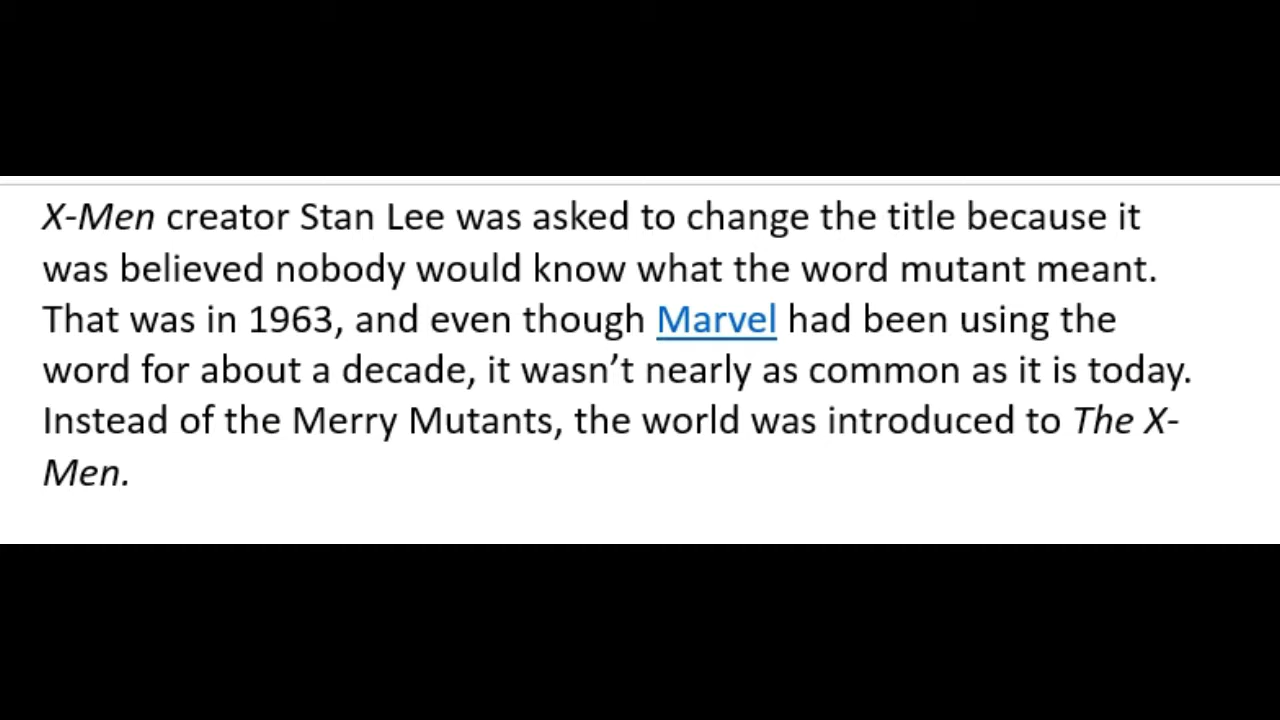 X-Men creator Stan Lee was asked to change the title because it
was believed nobody would know what the word mutant meant.
That was in 1963, and even though Marvel had been using the
word for about a decade, it wasn’t nearly as common as it is today.
Instead of the Merry Mutants, the world was introduced to The X-
Men.